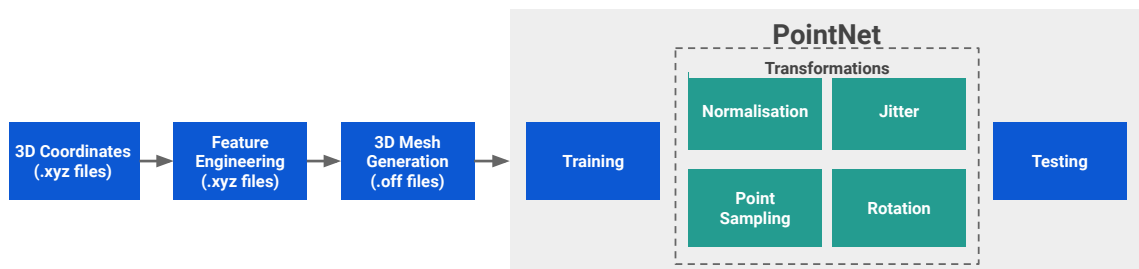 PointNet
Transformations
3D Coordinates
(.xyz files)
Feature
Engineering
(.xyz files)
3D Mesh
Generation
(.off files)
Training
Normalisation
Jitter
Point
Sampling
Rotation
Testing